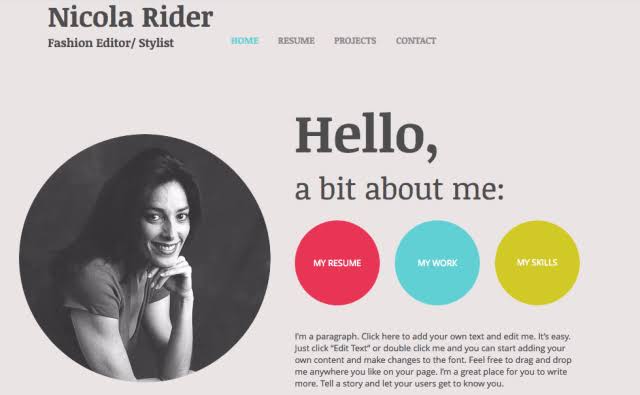 Nicola Rider
Fashion Editor/ Stylist
HOME RESUME PROJECTS CONTACT
Hello,
a bit about me:
MY RESUME MY WORK MY SKILLS
I'm a paragraph. Click here to add your own text and edit me. It's easy.
Just click "Edit Text" or double click me and you can start adding your
own content and make changes to the font. Feel free to drag and drop
me anywhere you like on your page. I'm a great place for you to write
more. Tell a story and let your users get to know you.